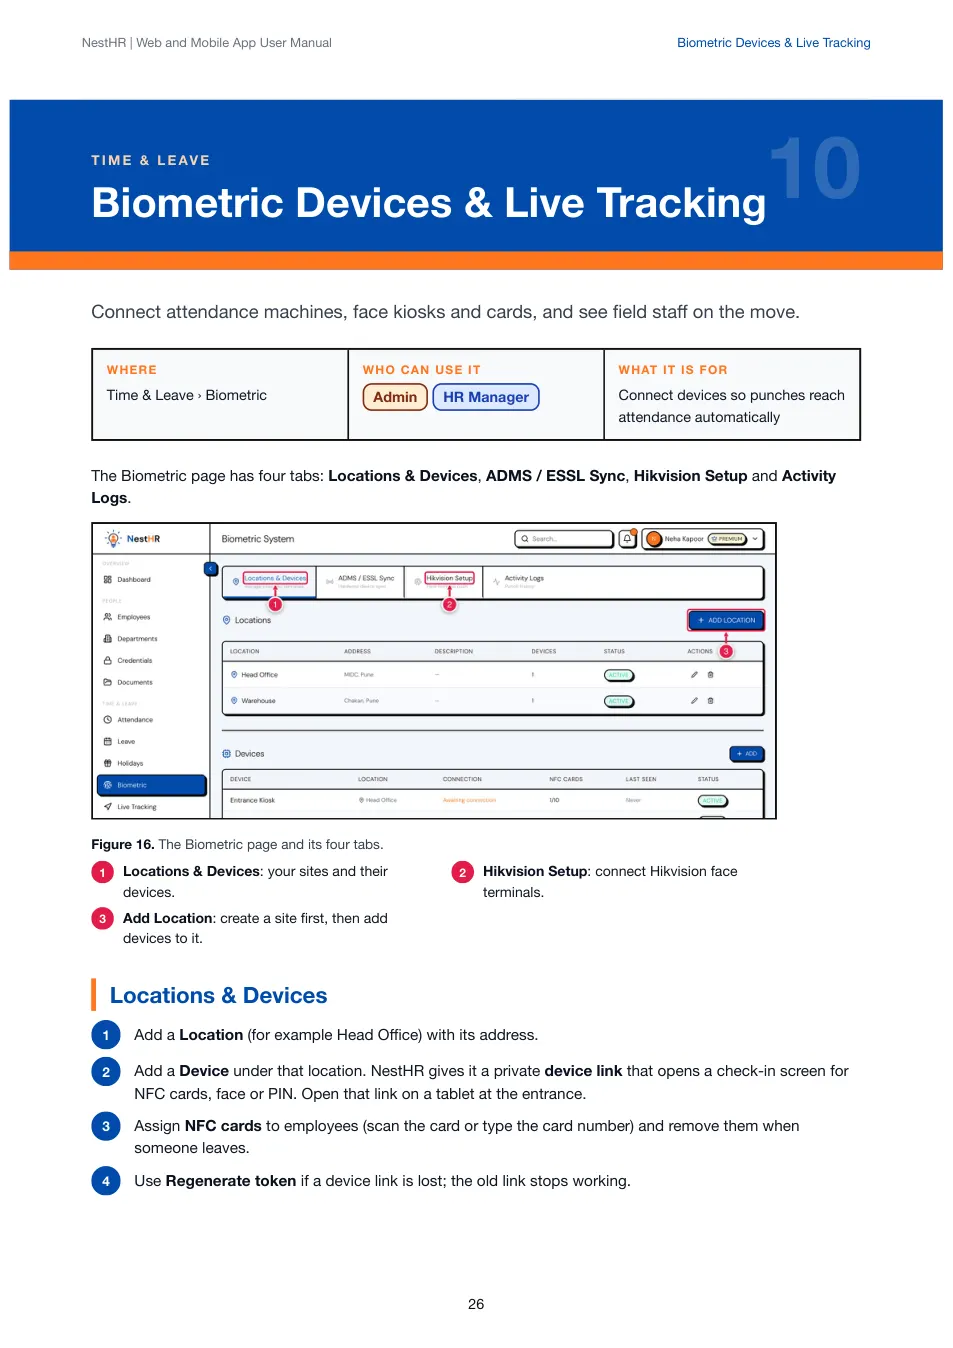 NestHR | Web and Mobile App User Manual
Biometric Devices & Live Tracking
TIME & LEAVE
10
Biometric Devices & Live Tracking
Connect attendance machines, face kiosks and cards, and see field staff on the move.
WHERE
Time & Leave › Biometric
WHO CAN USE IT
Admin HR Manager
WHAT IT IS FOR
Connect devices so punches reach
attendance automatically
The Biometric page has four tabs: Locations & Devices, ADMS / ESSL Sync, Hikvision Setup and Activity
Logs.
NestHR
Biometric System
Search...
Neha Kapoor PREMIUM
OVERVIEW
Dashboard
PEOPLE
Employees
Departments
Credentials
Documents
TIME & LEAVE
Attendance
Leave
Holidays
Biometric
Live Tracking
Locations & Devices
ADMS / ESSL Sync
Hikvision Setup
Activity Logs
1
2
Locations
+ ADD LOCATION
3
LOCATION ADDRESS DESCRIPTION DEVICES STATUS ACTIONS
Head Office MIDC, Pune – 1 ACTIVE
Warehouse Chakan, Pune – 1 ACTIVE
Devices
+ ADD
DEVICE LOCATION CONNECTION NFC CARDS LAST SEEN STATUS
Entrance Kiosk Head Office Awaiting connection 1/10 Never ACTIVE
Figure 16. The Biometric page and its four tabs.
1 Locations & Devices: your sites and their
devices.
2 Hikvision Setup: connect Hikvision face
terminals.
3 Add Location: create a site first, then add
devices to it.
Locations & Devices
1 Add a Location (for example Head Office) with its address.
2 Add a Device under that location. NestHR gives it a private device link that opens a check-in screen for
NFC cards, face or PIN. Open that link on a tablet at the entrance.
3 Assign NFC cards to employees (scan the card or type the card number) and remove them when
someone leaves.
4 Use Regenerate token if a device link is lost; the old link stops working.
26